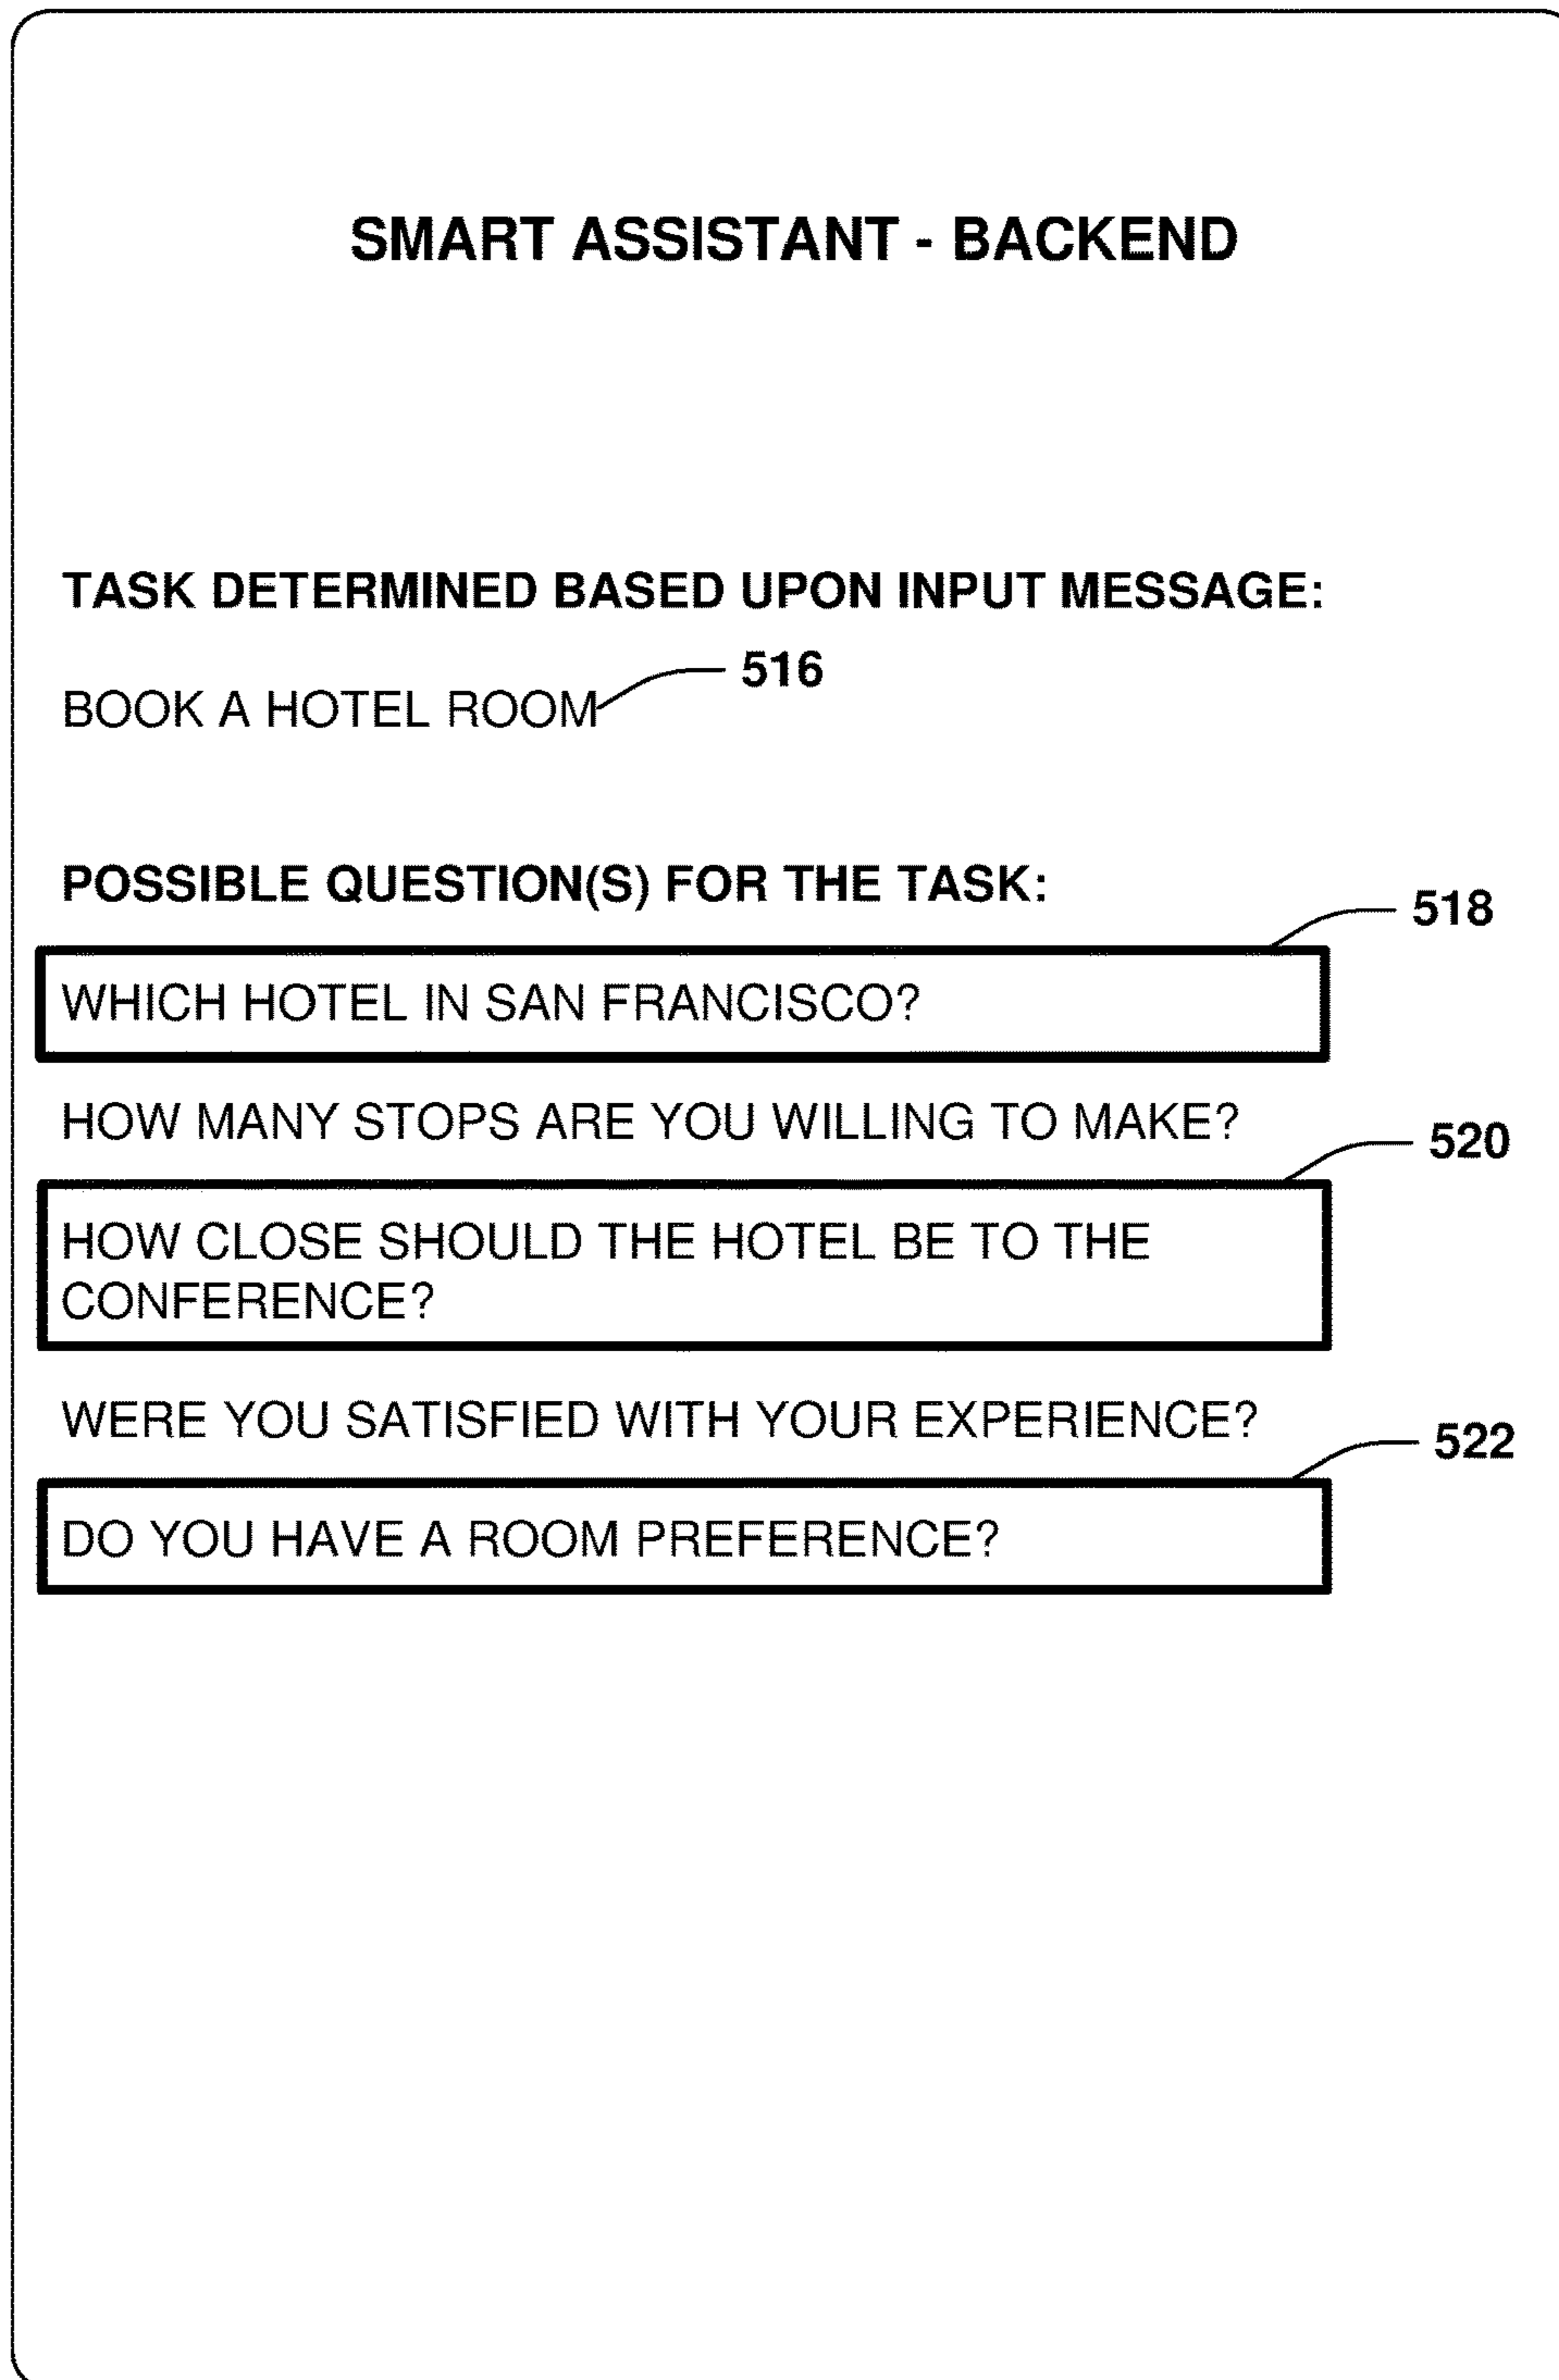 SMART ASSISTANT - BACKEND
TASK DETERMINED BASED UPON INPUT MESSAGE:
516
BOOK A HOTEL ROOM
POSSIBLE QUESTION(S) FOR THE TASK:
518
WHICH HOTEL IN SAN FRANCISCO?
HOW MANY STOPS ARE YOU WILLING TO MAKE?
520
HOW CLOSE SHOULD THE HOTEL BE TO THE
CONFERENCE?
WERE YOU SATISFIED WITH YOUR EXPERIENCE?
522
DO YOU HAVE A ROOM PREFERENCE?